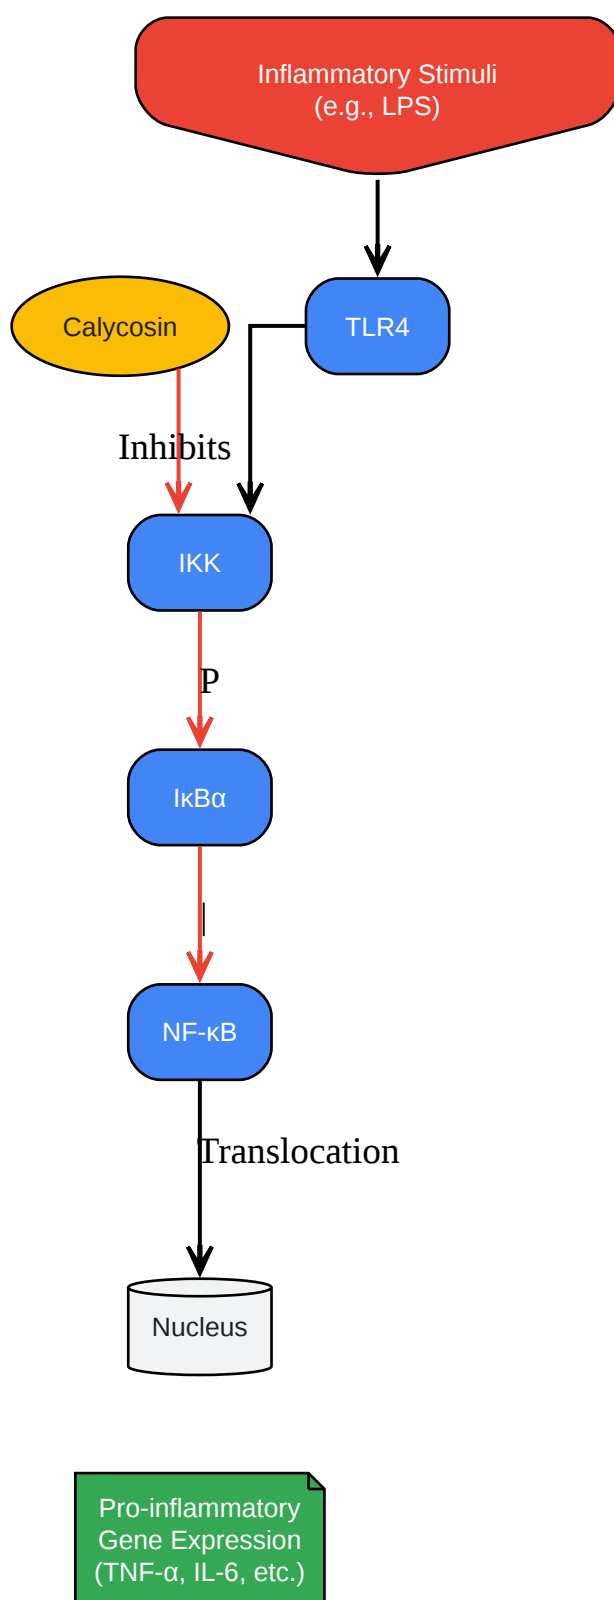 Inflammatory Stimuli
(e.g., LPS)
Calycosin
TLR4
Inhibits
IKK
P
IκBα
|
NF-κB
Translocation
Nucleus
Pro-inflammatory
Gene Expression
(TNF-α, IL-6, etc.)